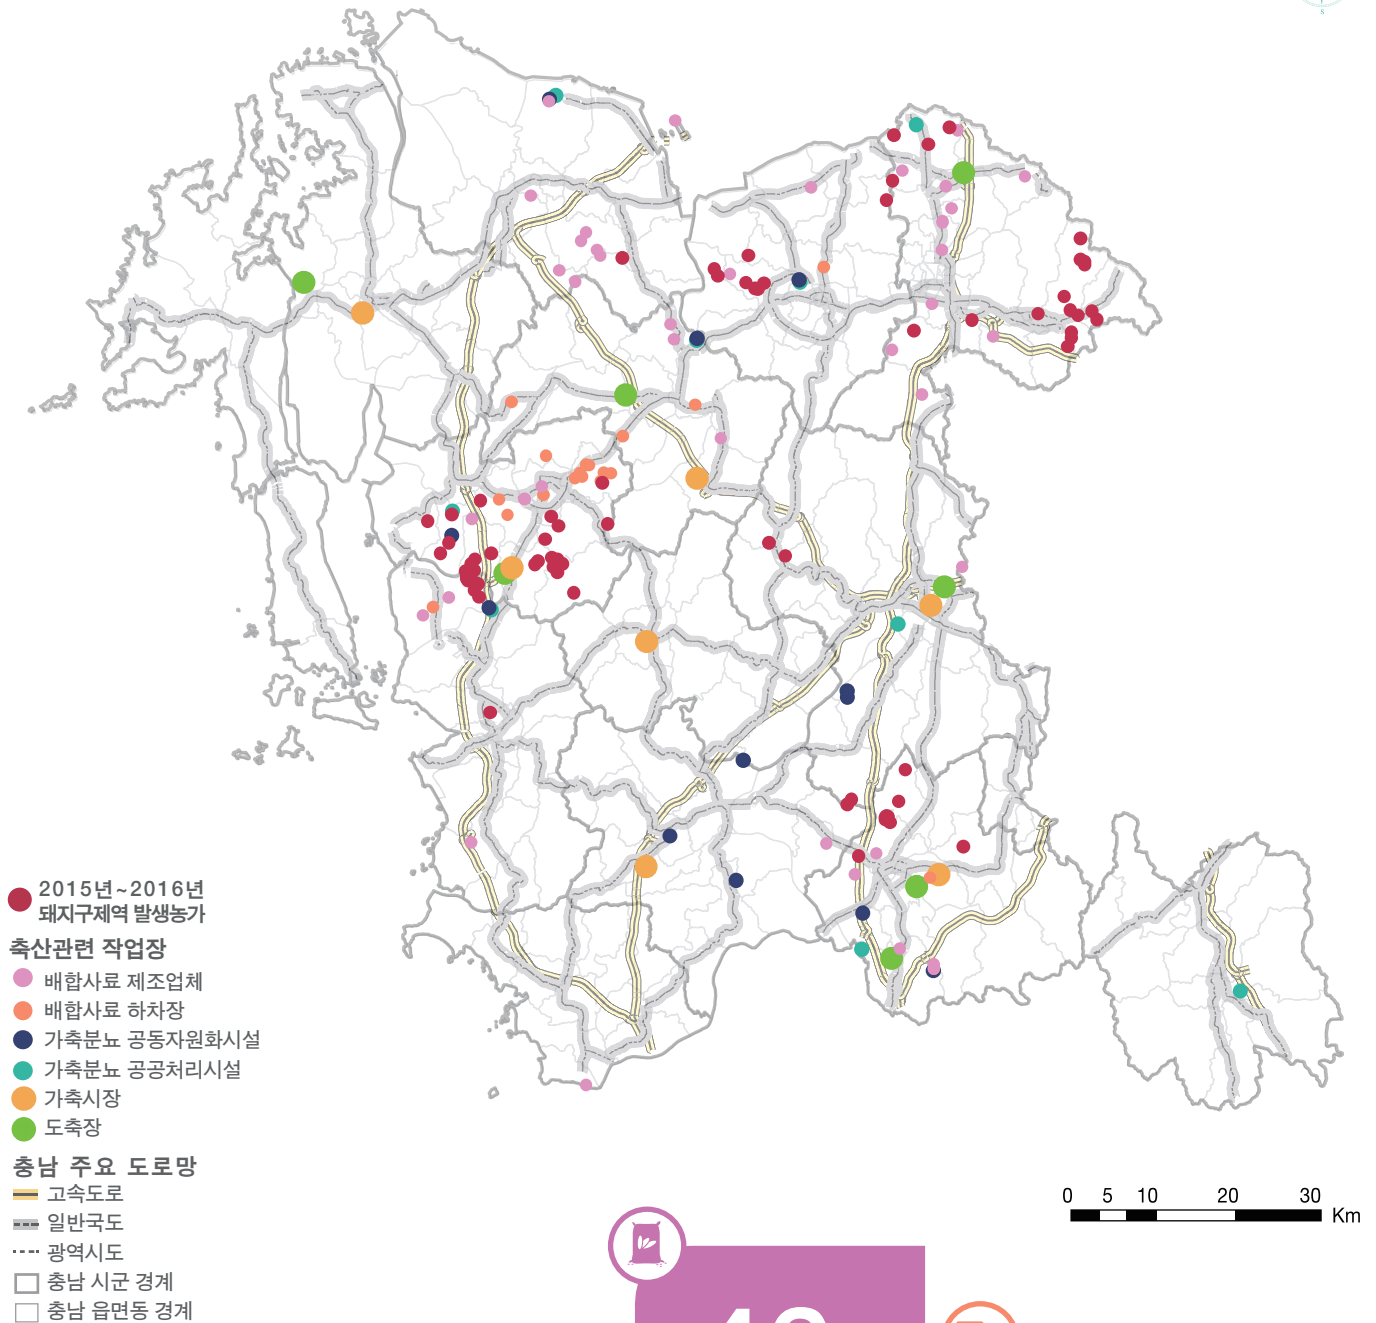 S
2015년~2016년
돼지구제역 발생농가
축산관련 작업장
배합사료 제조업체
배합사료 하차장
가축분뇨 공동자원화시설
가축분뇨 공공처리시설
가축시장
도축장
충남 주요 도로망
고속도로
일반국도
광역시도
충남 시군 경계
충남 읍면동 경계
0 5 10 20 30
Km